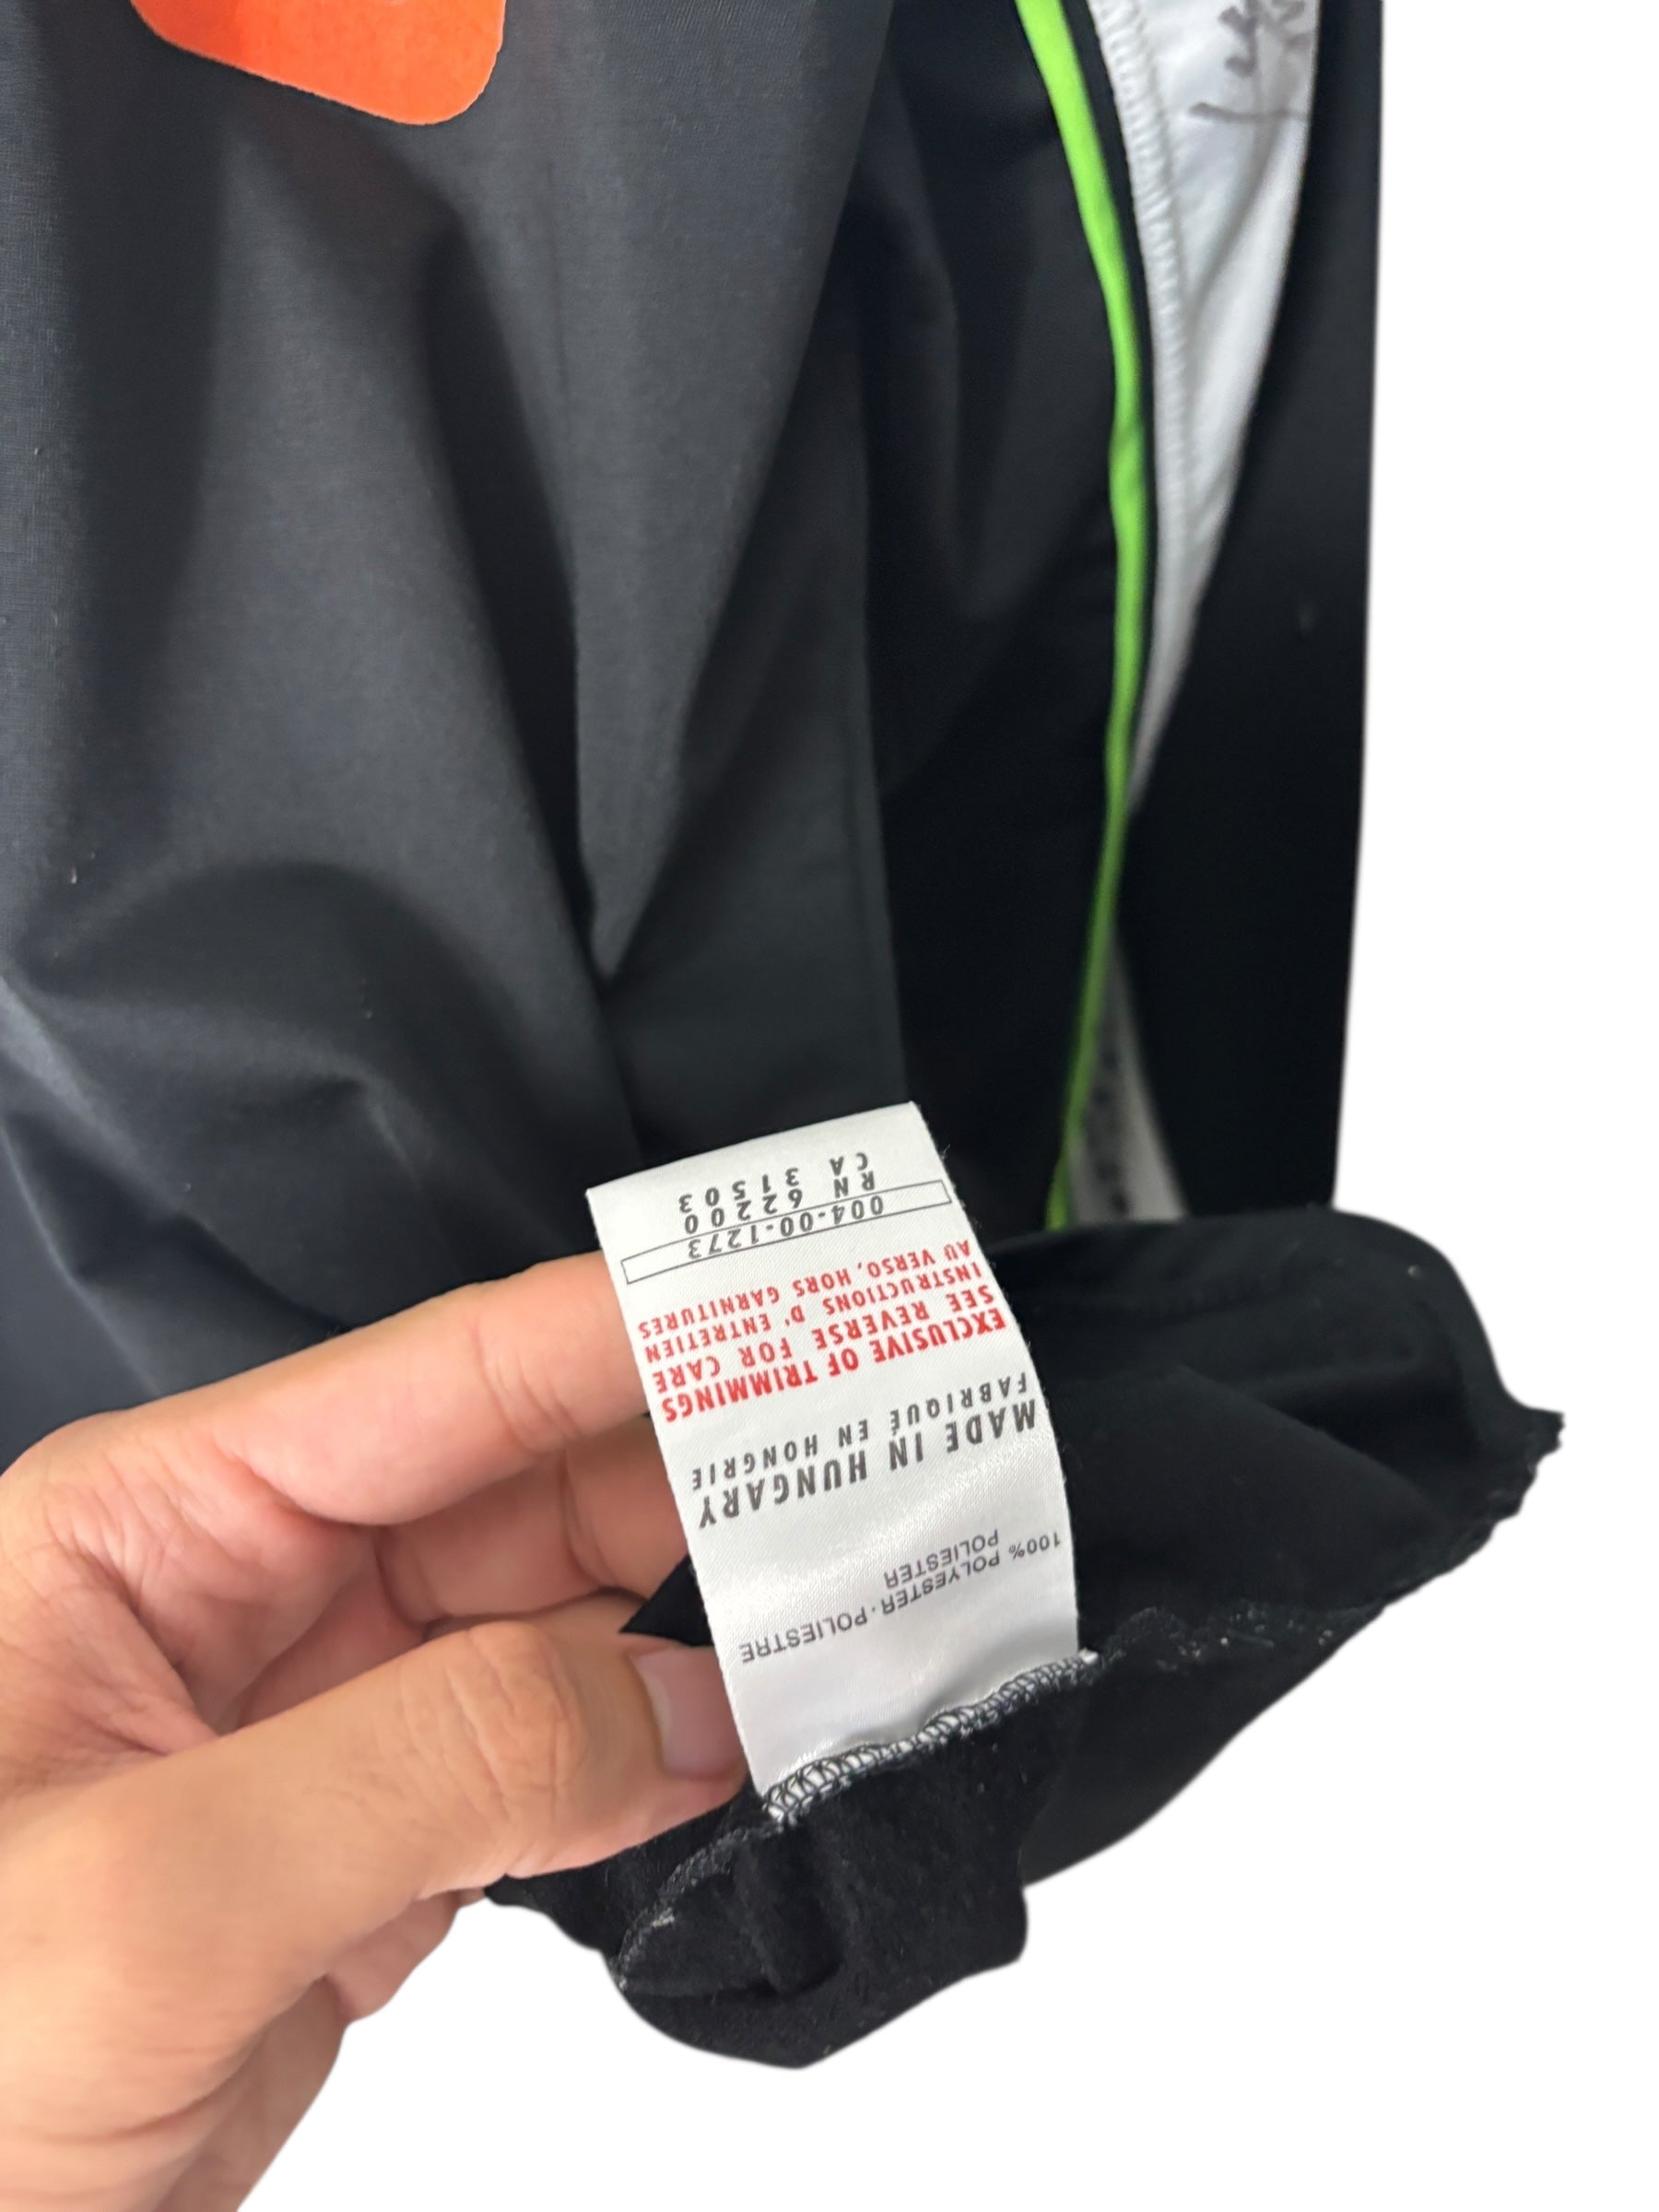 100% POLYESTER·POLIESTRE
POLIESTER
MADE IN HUNGARY
FABRIQUÉ EN HONGRIE
EXCLUSIVE OF TRIMMINGS
SEE REVERSE FOR CARE
INSTRUCTIONS D' ENTRETIEN
AU VERSO, HORS GARNITURES
004-00-1273
RN 62200
CA 31503